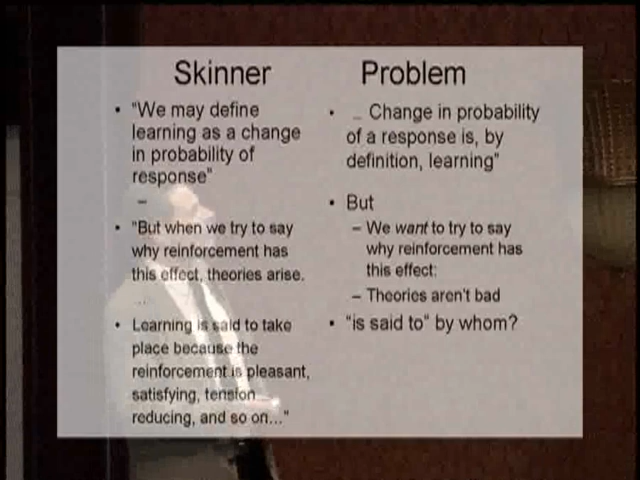 Skinner
• "We may define
learning as a change
in probability of
response"
–
• "But when we try to say
why reinforcement has
this effect, theories arise.
...
• Learning is said to take
place because the
reinforcement is pleasant,
satisfying, tension
reducing, and so on..."
Problem
• ... Change in probability
of a response is, by
definition, learning"
• But
– We want to try to say
why reinforcement has
this effect:
– Theories aren't bad
• "is said to" by whom?